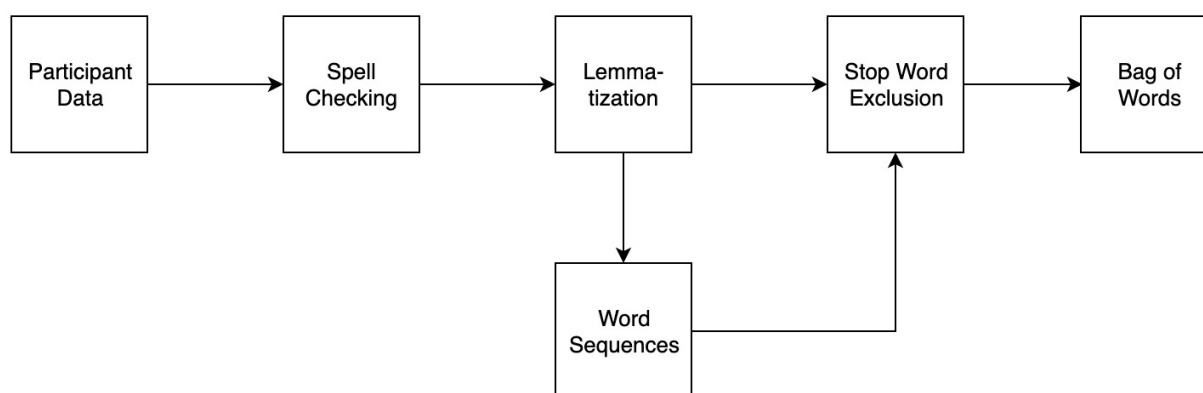 Participant
Data
Spell
Checking
Lemma-
tization
Stop Word
Exclusion
Bag of
Words
Word
Sequences